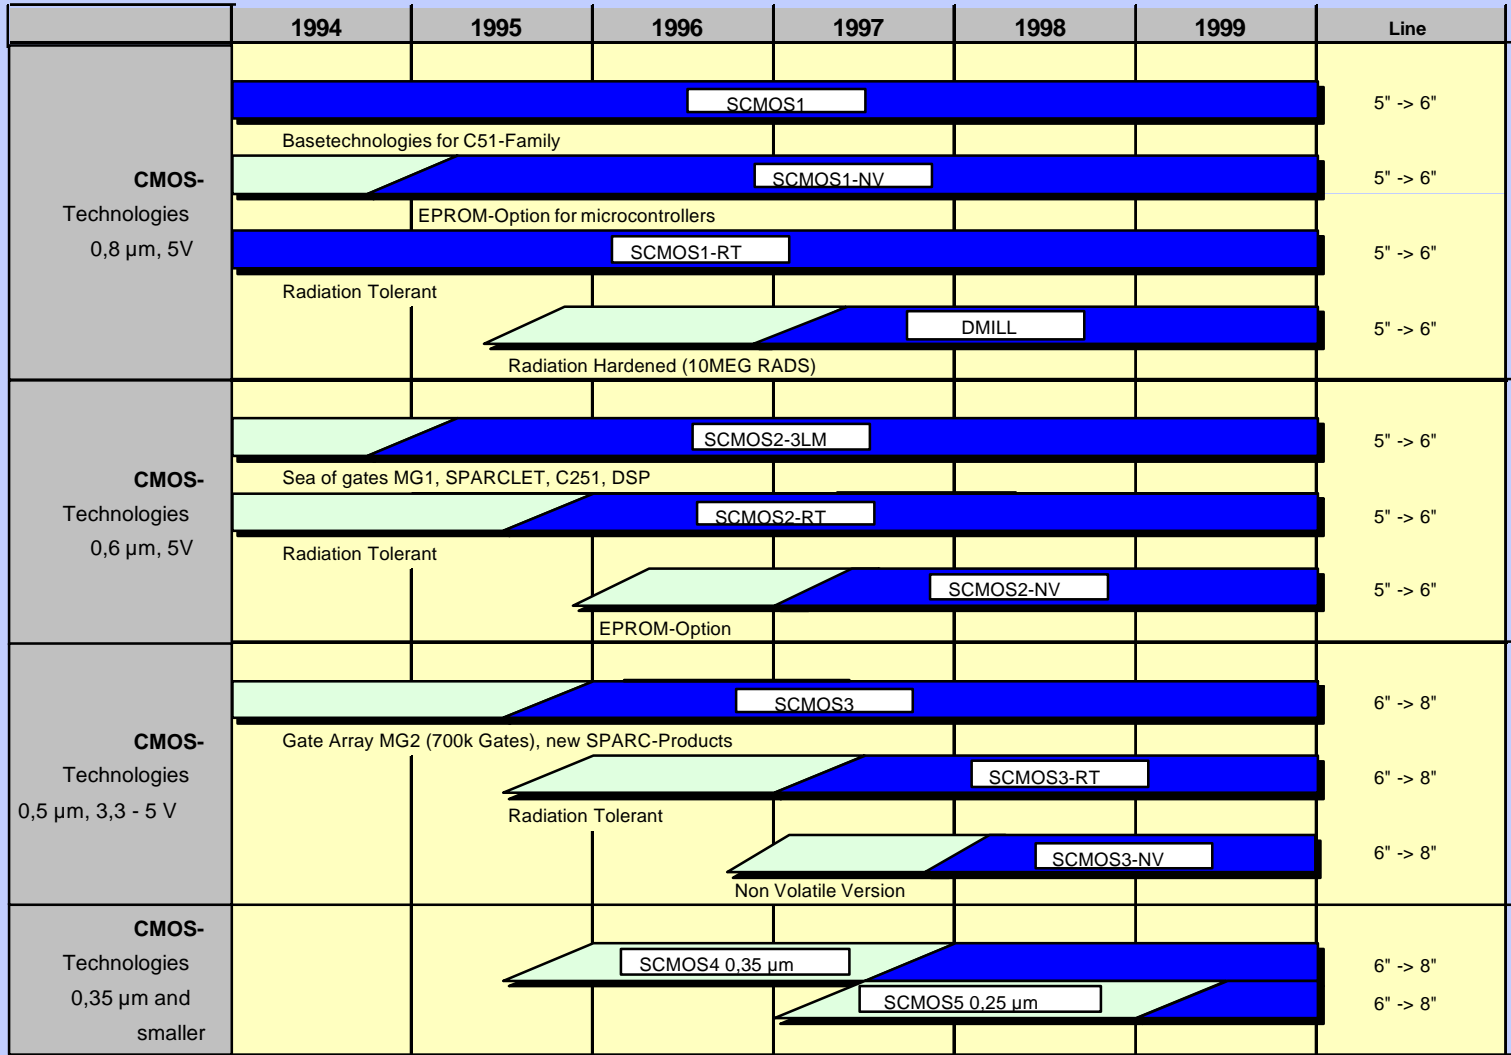 1994 1995 1996 1997 1998 1999 Line
CMOS-
Technologies
0,8 µm, 5V
SCMOS1
5" -> 6"
Basetechnologies for C51-Family
SCMOS1-NV
5" -> 6"
EPROM-Option for microcontrollers
SCMOS1-RT
5" -> 6"
Radiation Tolerant
DMILL
5" -> 6"
Radiation Hardened (10MEG RADS)
CMOS-
Technologies
0,6 µm, 5V
SCMOS2-3LM
5" -> 6"
Sea of gates MG1, SPARCLET, C251, DSP
SCMOS2-RT
5" -> 6"
Radiation Tolerant
SCMOS2-NV
5" -> 6"
EPROM-Option
CMOS-
Technologies
0,5 µm, 3,3 - 5 V
SCMOS3
6" -> 8"
Gate Array MG2 (700k Gates), new SPARC-Products
SCMOS3-RT
6" -> 8"
Radiation Tolerant
SCMOS3-NV
6" -> 8"
Non Volatile Version
CMOS-
Technologies
0,35 µm and
smaller
SCMOS4 0,35 µm
6" -> 8"
SCMOS5 0,25 µm
6" -> 8"